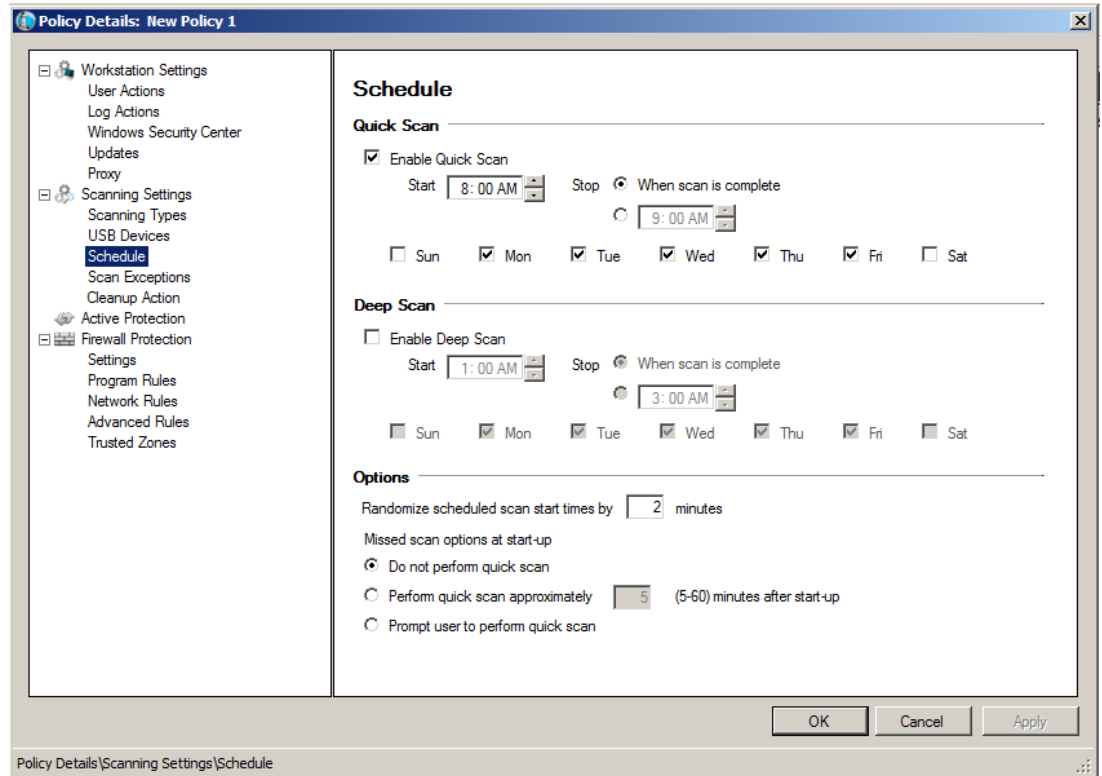 Policy Details: New Policy 1
Workstation Settings
User Actions
Log Actions
Windows Security Center
Updates
Proxy
Scanning Settings
Scanning Types
USB Devices
Schedule
Scan Exceptions
Cleanup Action
Active Protection
Firewall Protection
Settings
Program Rules
Network Rules
Advanced Rules
Trusted Zones
Schedule
Quick Scan
Enable Quick Scan
Start 8:00 AM Stop When scan is complete
9:00 AM
Sun Mon Tue Wed Thu Fri Sat
Deep Scan
Enable Deep Scan
Start 1:00 AM Stop When scan is complete
3:00 AM
Sun Mon Tue Wed Thu Fri Sat
Options
Randomize scheduled scan start times by 2 minutes
Missed scan options at start-up
Do not perform quick scan
Perform quick scan approximately 5 (5-60) minutes after start-up
Prompt user to perform quick scan
OK Cancel Apply
Policy Details\Scanning Settings\Schedule